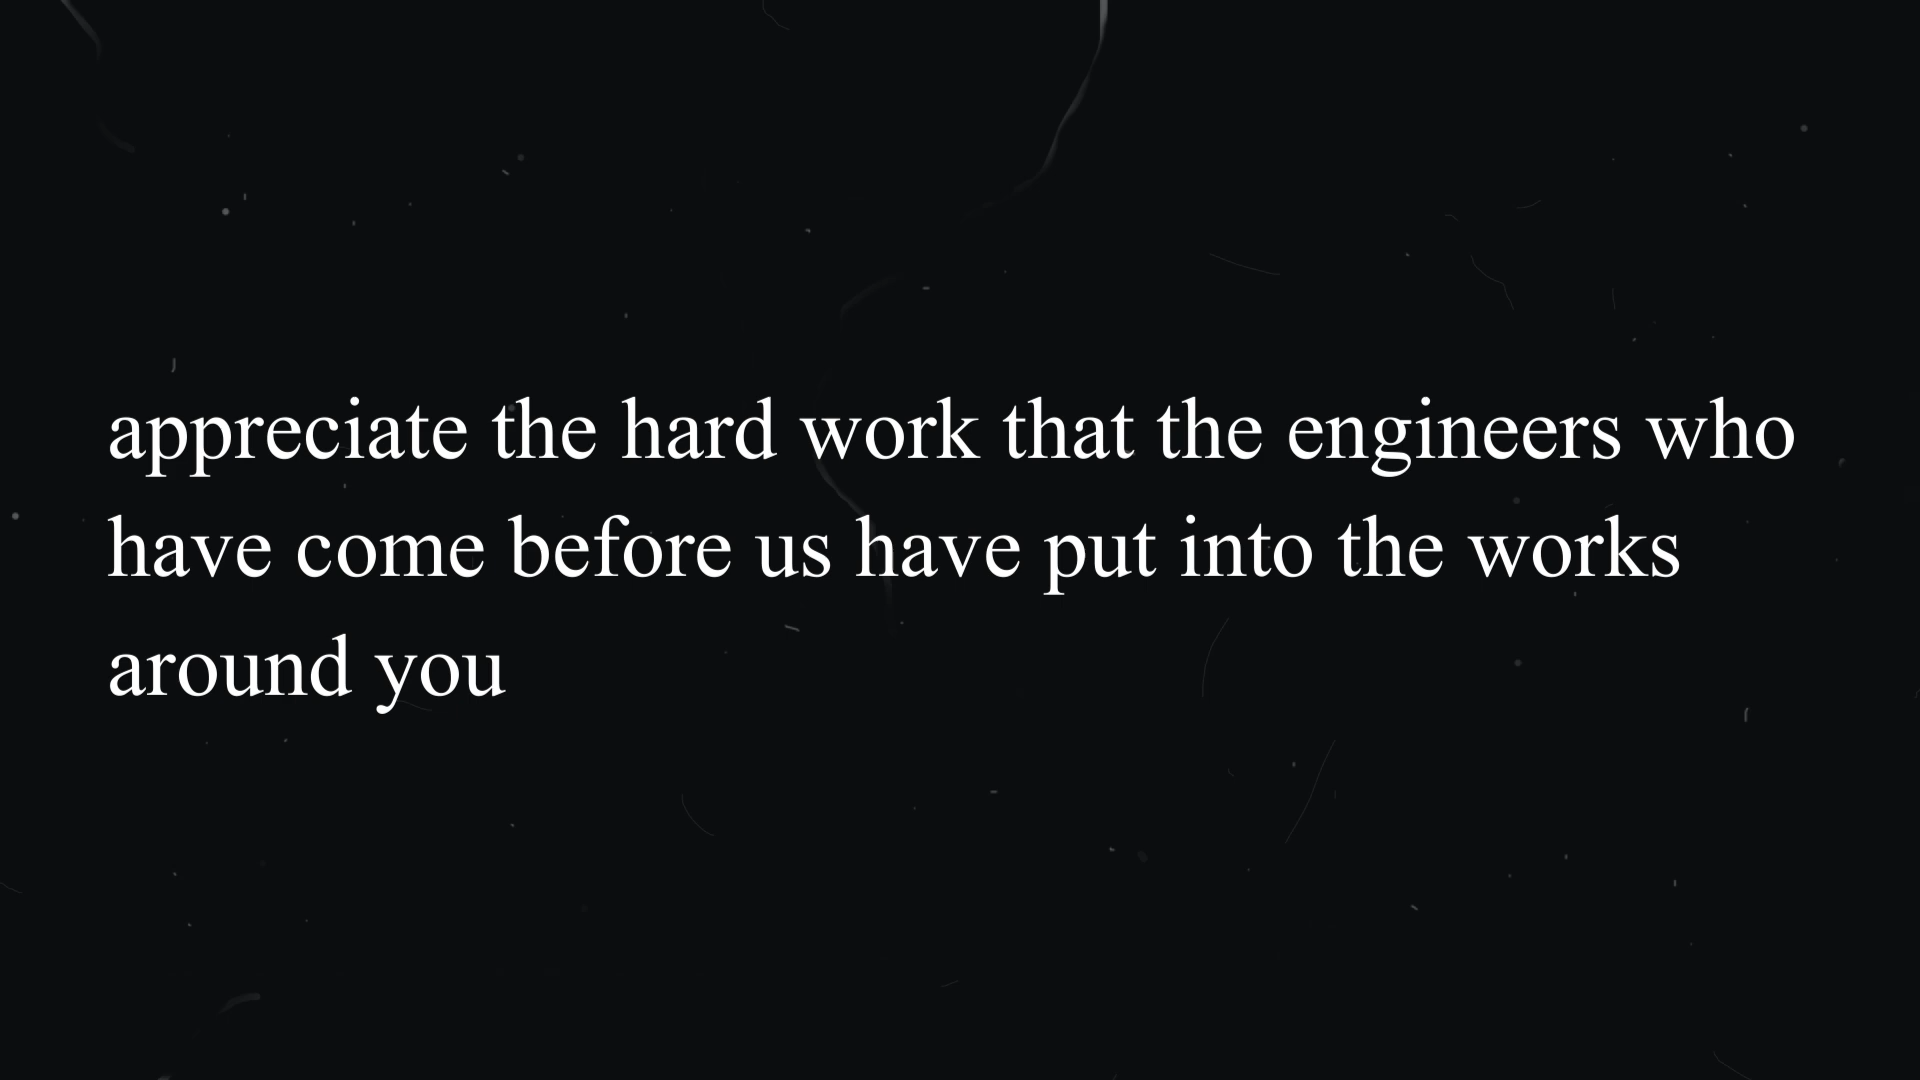 appreciate the hard work that the engineers who
have come before us have put into the works
around you